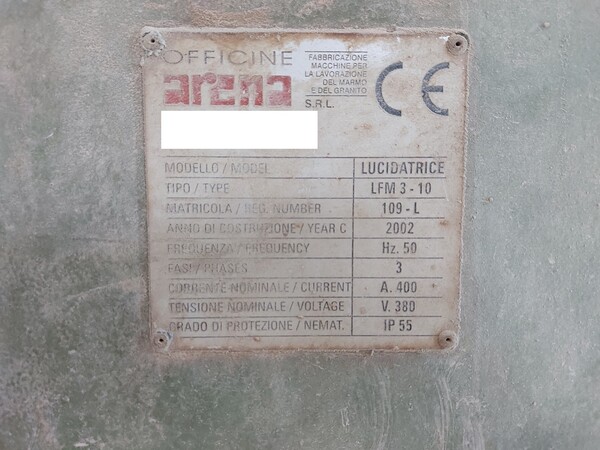 OFFICINE
arena
FABBRICAZIONE
MACCHINE PER
LA LAVORAZIONE
DEL MARMO
E DEL GRANITO
S.R.L.
CE
MODELLO / MODEL LUCIDATRICE
TIPO / TYPE LFM 3 - 10
MATRICOLA / REG. NUMBER 109 - L
ANNO DI COSTRUZIONE / YEAR C 2002
FREQUENZA / FREQUENCY Hz. 50
FASI / PHASES 3
CORRENTE NOMINALE / CURRENT A. 400
TENSIONE NOMINALE / VOLTAGE V. 380
GRADO DI PROTEZIONE / NEMAT. IP 55